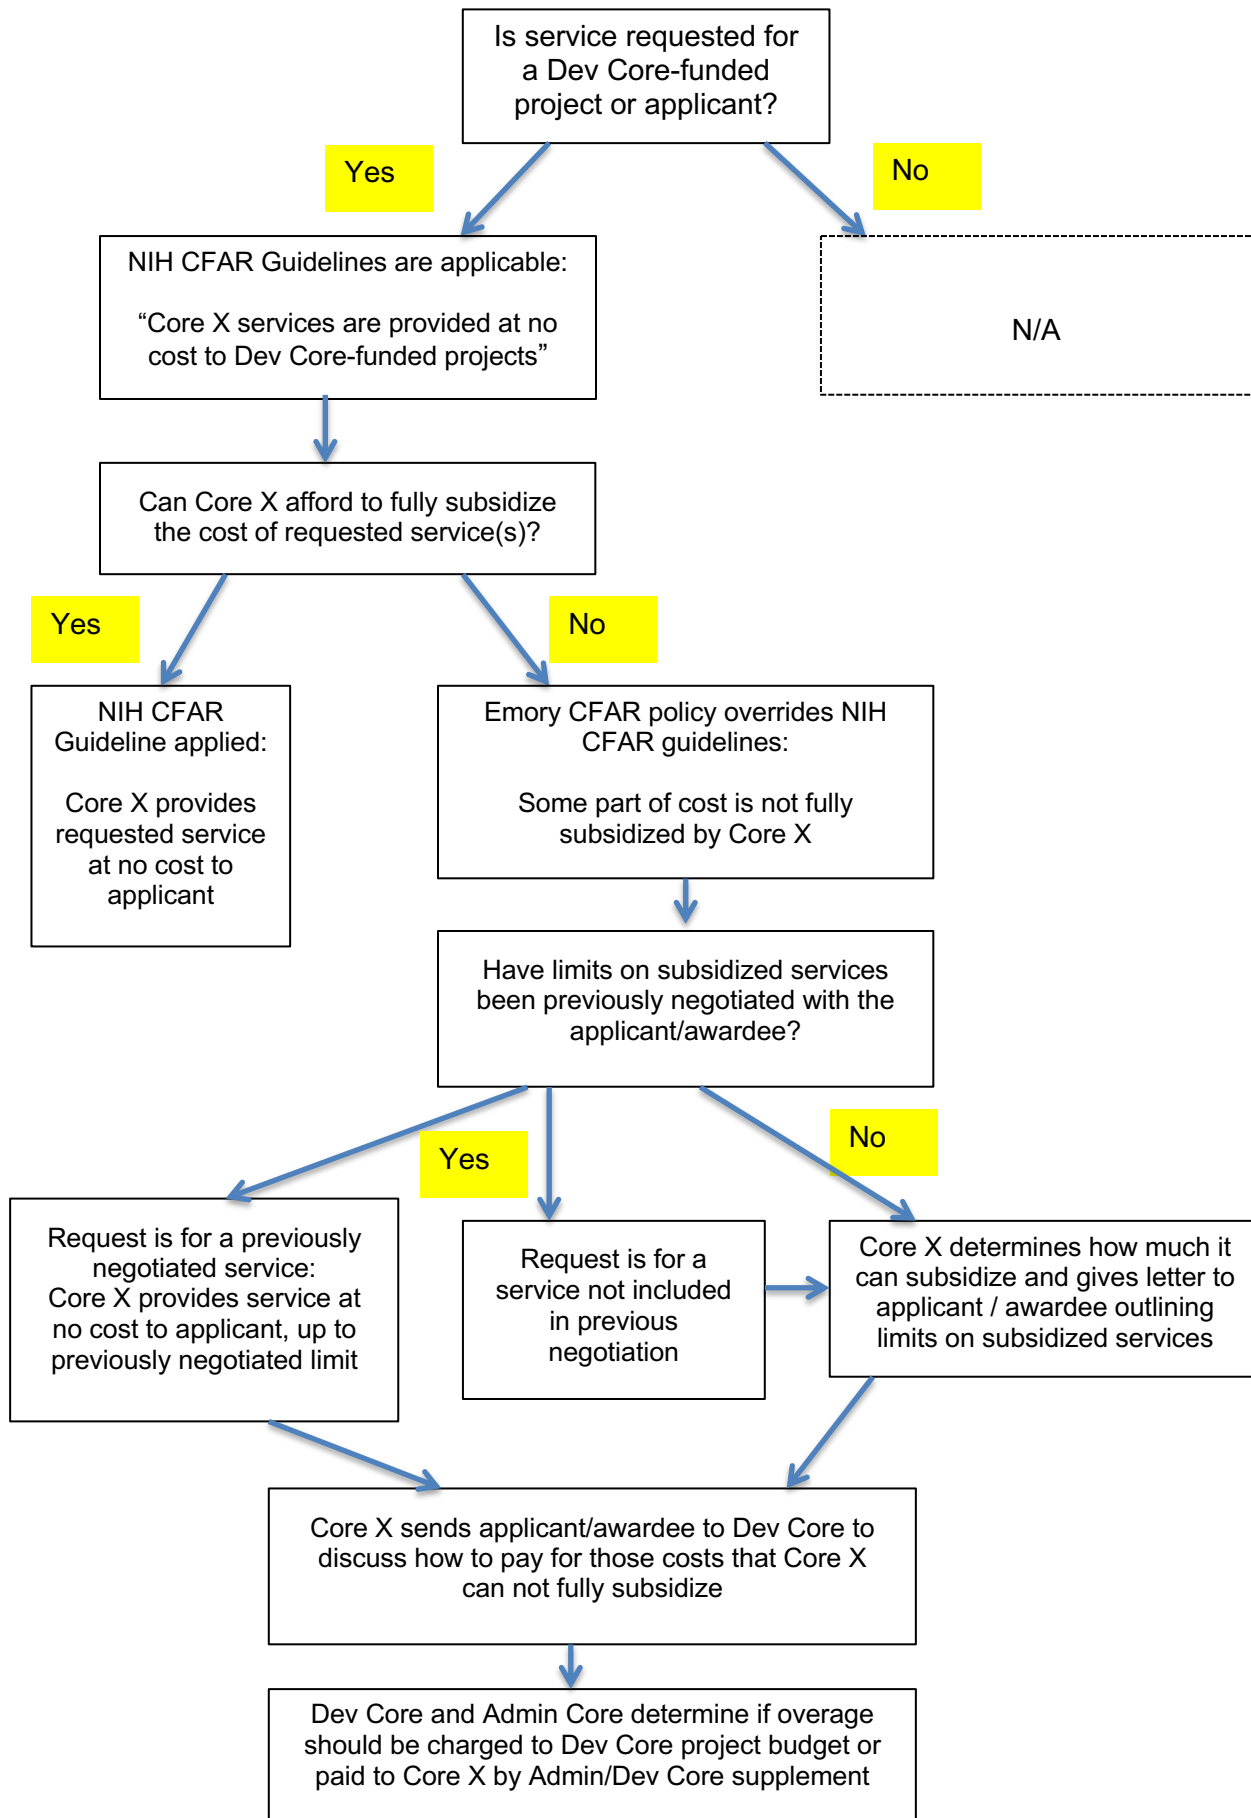 Is service requested for
a Dev Core-funded
project or applicant?
Yes
No
NIH CFAR Guidelines are applicable:
“Core X services are provided at no
cost to Dev Core-funded projects”
N/A
Can Core X afford to fully subsidize
the cost of requested service(s)?
Yes
No
NIH CFAR
Guideline applied:
Core X provides
requested service
at no cost to
applicant
Emory CFAR policy overrides NIH
CFAR guidelines:
Some part of cost is not fully
subsidized by Core X
Have limits on subsidized services
been previously negotiated with the
applicant/awardee?
Yes
No
Request is for a previously
negotiated service:
Core X provides service at
no cost to applicant, up to
previously negotiated limit
Request is for a
service not included
in previous
negotiation
Core X determines how much it
can subsidize and gives letter to
applicant / awardee outlining
limits on subsidized services
Core X sends applicant/awardee to Dev Core to
discuss how to pay for those costs that Core X
can not fully subsidize
Dev Core and Admin Core determine if overage
should be charged to Dev Core project budget or
paid to Core X by Admin/Dev Core supplement